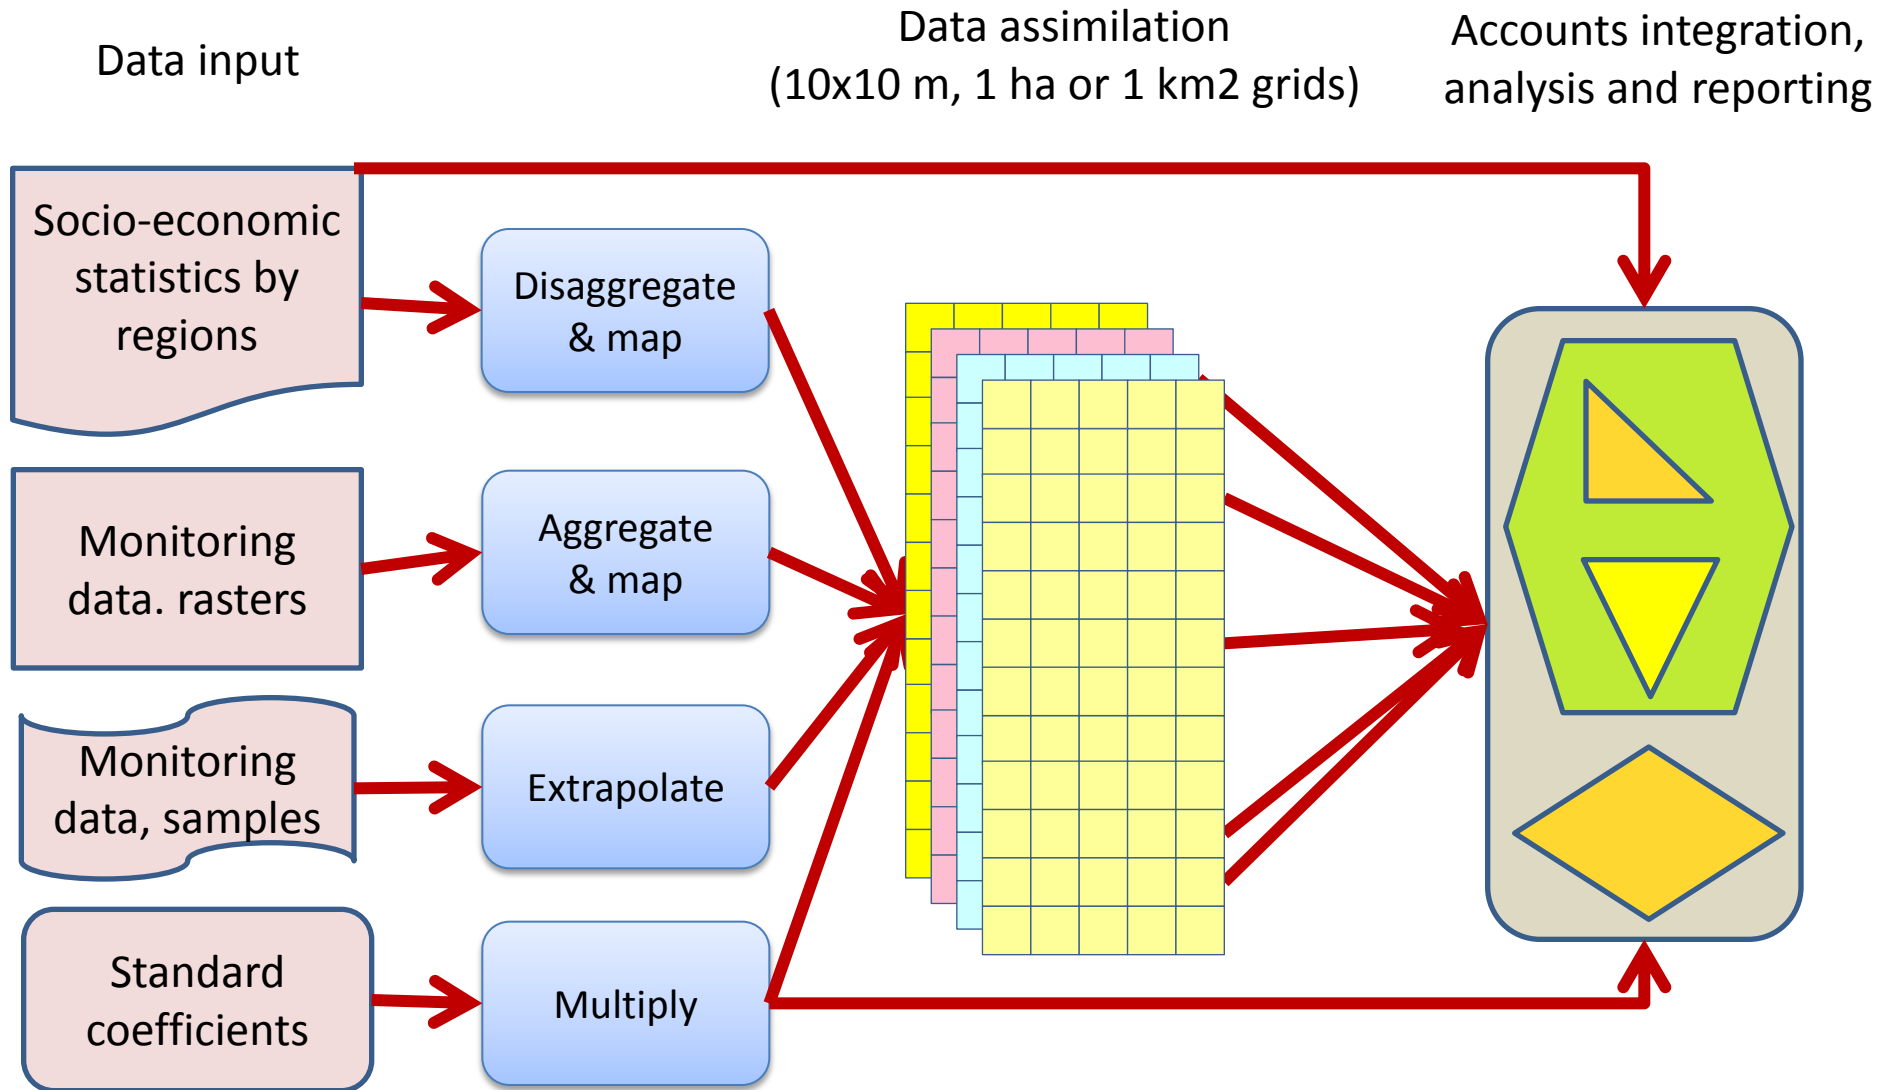 Data input
Data assimilation
(10x10 m, 1 ha or 1 km2 grids)
Accounts integration,
analysis and reporting
Socio-economic
statistics by
regions
Disaggregate
& map
Monitoring
data. rasters
Aggregate
& map
Monitoring
data, samples
Extrapolate
Standard
coefficients
Multiply